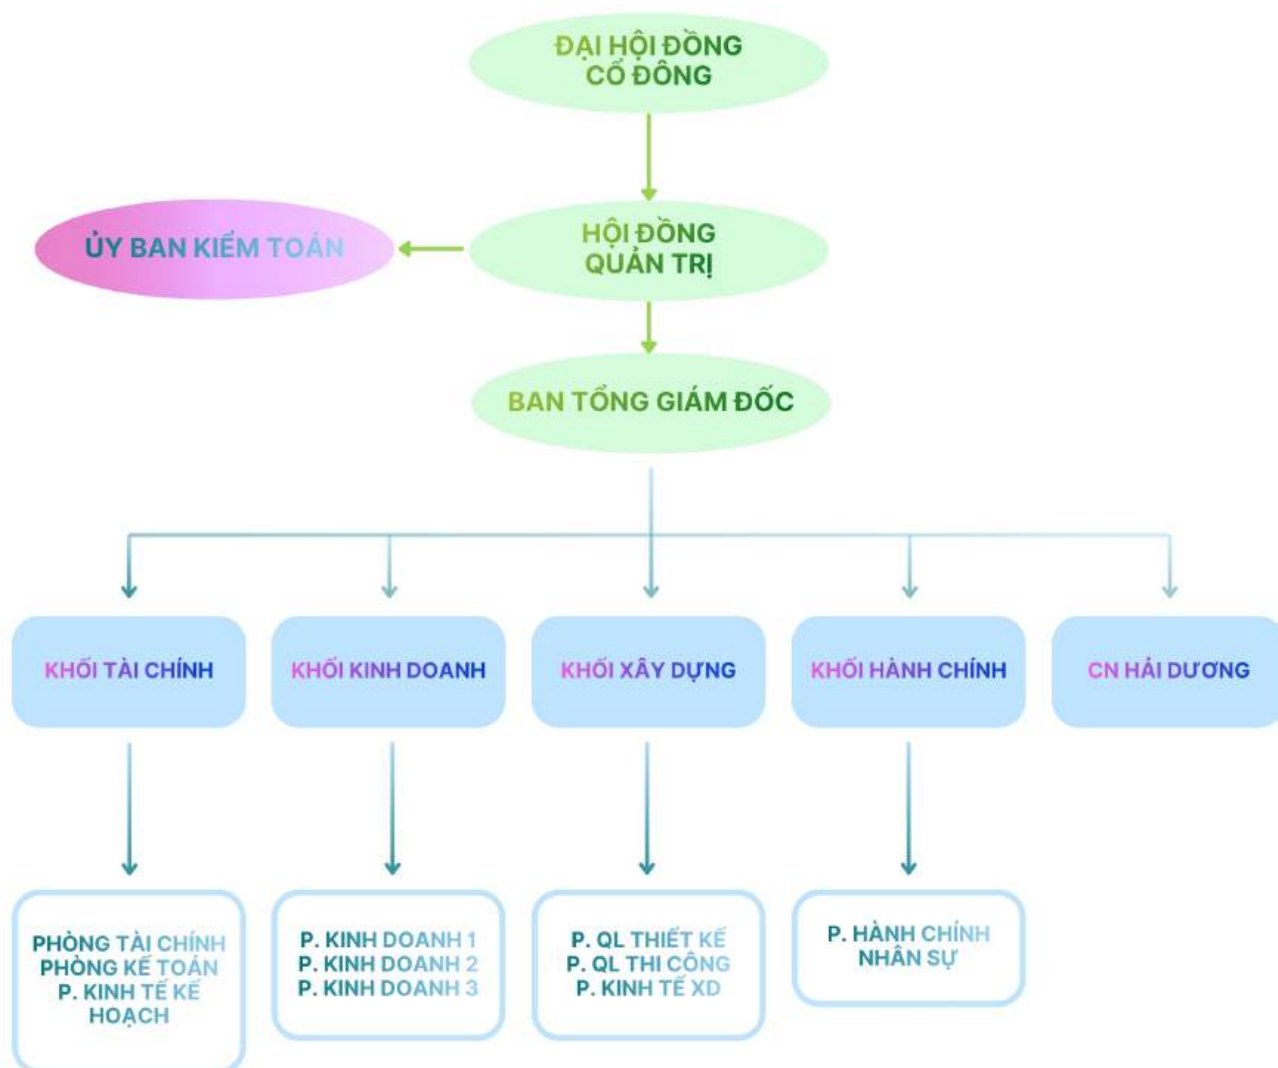 ĐẠI HỘI ĐỒNG
CỔ ĐÔNG
ỦY BAN KIỂM TOÁN
HỘI ĐỒNG
QUẢN TRỊ
BAN TỔNG GIÁM ĐỐC
KHỐI TÀI CHÍNH
KHỐI KINH DOANH
KHỐI XÂY DỰNG
KHỐI HÀNH CHÍNH
CN HẢI DƯƠNG
PHÒNG TÀI CHÍNH
PHÒNG KẾ TOÁN
P. KINH TẾ KẾ
HOẠCH
P. KINH DOANH 1
P. KINH DOANH 2
P. KINH DOANH 3
P. QL THIẾT KẾ
P. QL THI CÔNG
P. KINH TẾ XD
P. HÀNH CHÍNH
NHÂN SỰ